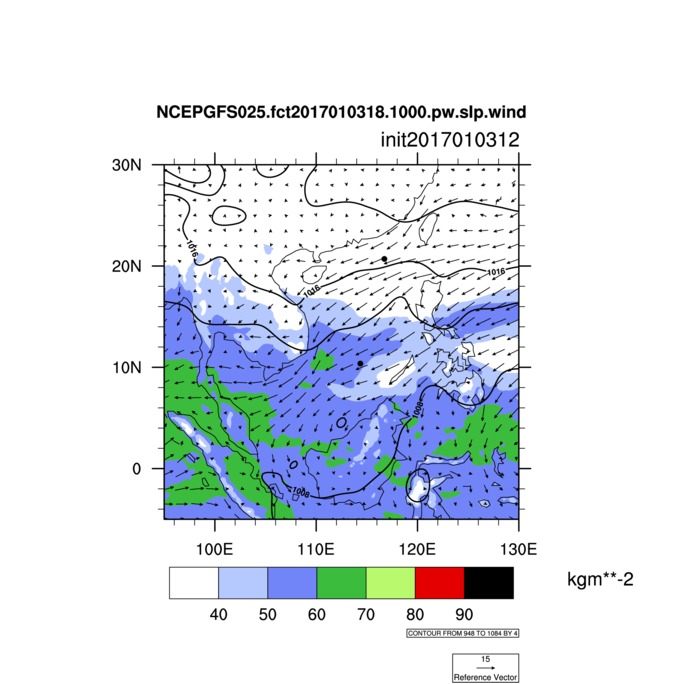 NCEPGFS025.fct2017010318.1000.pw.slp.wind
init2017010312
30N
20N
10N
0
1016
1016
1016
1008
1008
100E 110E 120E 130E
40 50 60 70 80 90
kgm**-2
CONTOUR FROM 948 TO 1084 BY 4
15
Reference Vector